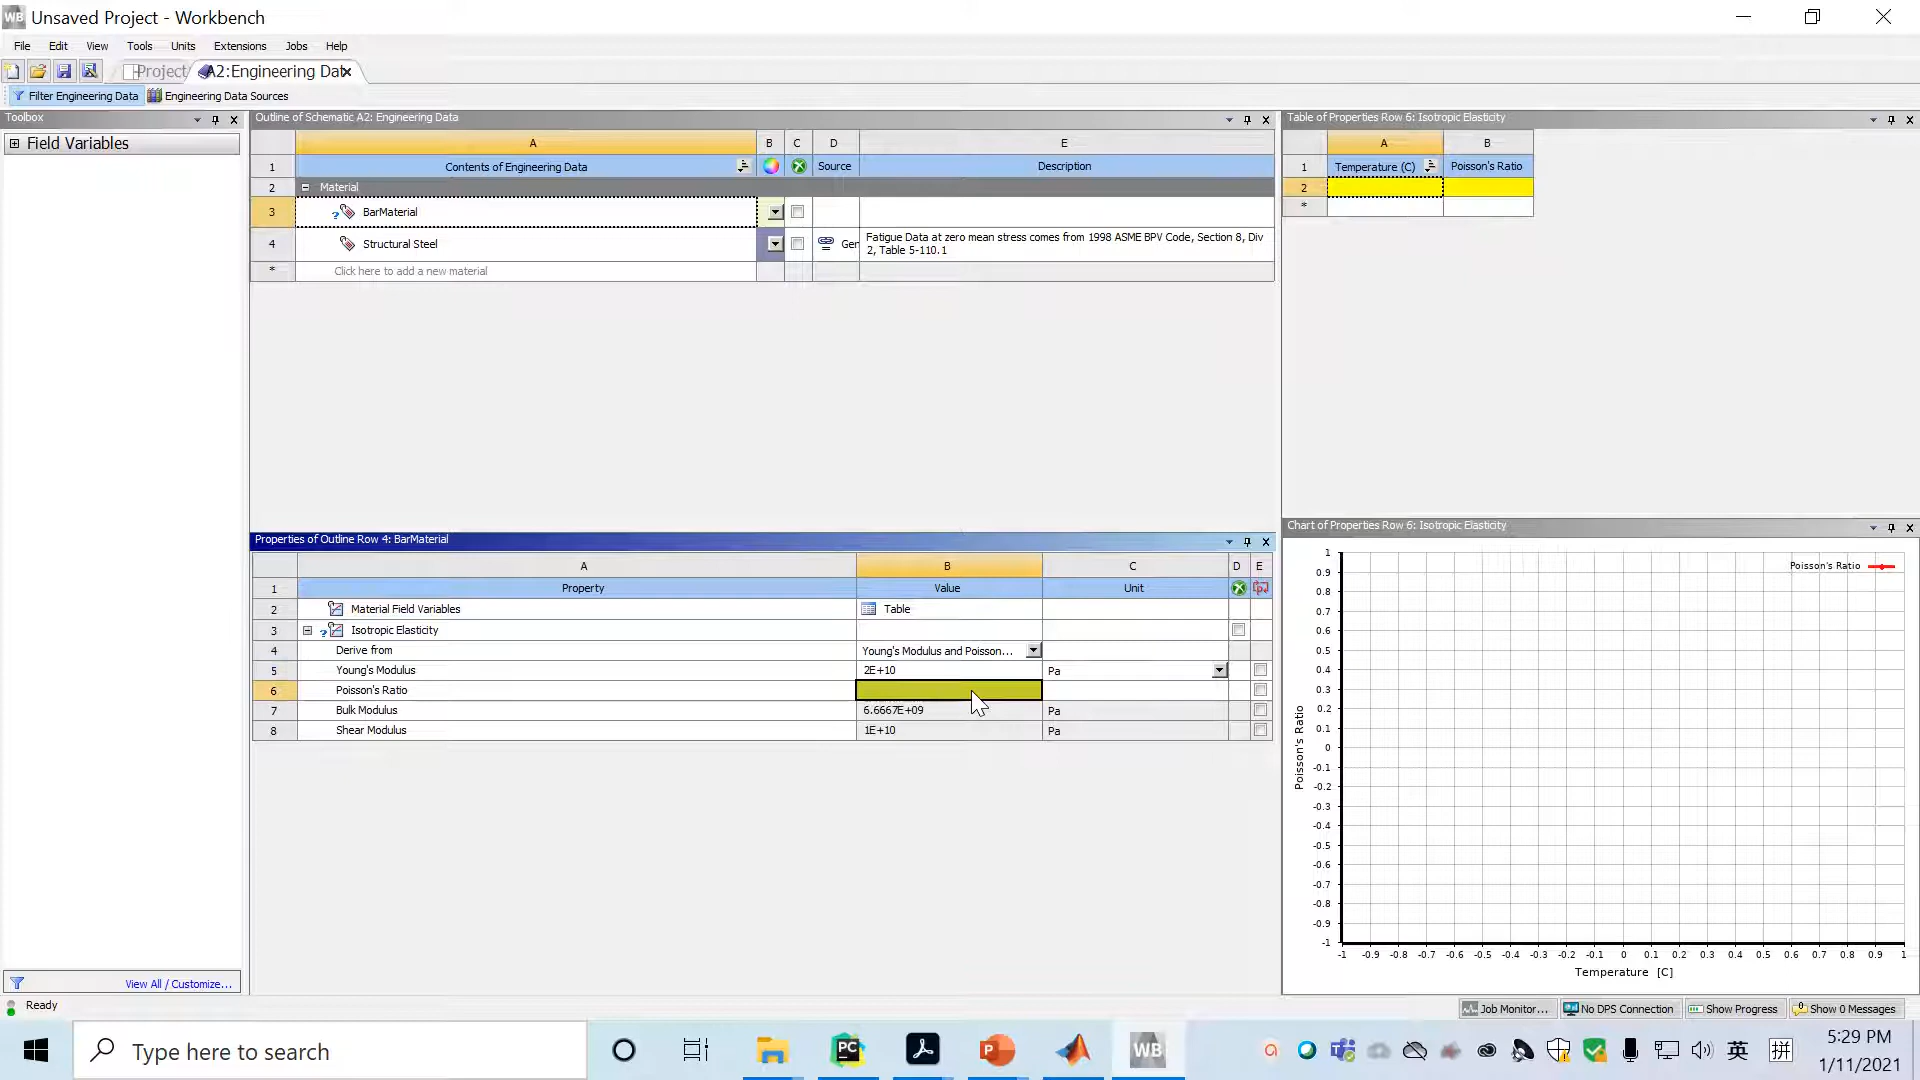 WB Unsaved Project - Workbench
File Edit View Tools Units Extensions Jobs Help
Project A2:Engineering Dat
Filter Engineering Data Engineering Data Sources
Toolbox
Field Variables
View All / Customize...
Outline of Schematic A2: Engineering Data
A B C D E
1 Contents of Engineering Data Source Description
2 Material
3 ? BarMaterial
4 Structural Steel Ger Fatigue Data at zero mean stress comes from 1998 ASME BPV Code, Section 8, Div
2, Table 5-110.1
* Click here to add a new material
Properties of Outline Row 4: BarMaterial
A B C D E
1 Property Value Unit
2 Material Field Variables Table
3 ? Isotropic Elasticity
4 Derive from Young's Modulus and Poisson...
5 Young's Modulus 2E+10 Pa
6 Poisson's Ratio
7 Bulk Modulus 6.6667E+09 Pa
8 Shear Modulus 1E+10 Pa
Table of Properties Row 6: Isotropic Elasticity
A B
1 Temperature (C) Poisson's Ratio
2
*
Chart of Properties Row 6: Isotropic Elasticity
Poisson's Ratio
1
0.9
0.8
0.7
0.6
0.5
0.4
0.3
0.2
0.1
0
-0.1
-0.2
-0.3
-0.4
-0.5
-0.6
-0.7
-0.8
-0.9
-1
Poisson's Ratio
-1 -0.9 -0.8 -0.7 -0.6 -0.5 -0.4 -0.3 -0.2 -0.1 0 0.1 0.2 0.3 0.4 0.5 0.6 0.7 0.8 0.9 1
Temperature [C]
Ready
Job Monitor... No DPS Connection Show Progress Show 0 Messages
Type here to search
PC P WB
英 拼
5:29 PM
1/11/2021